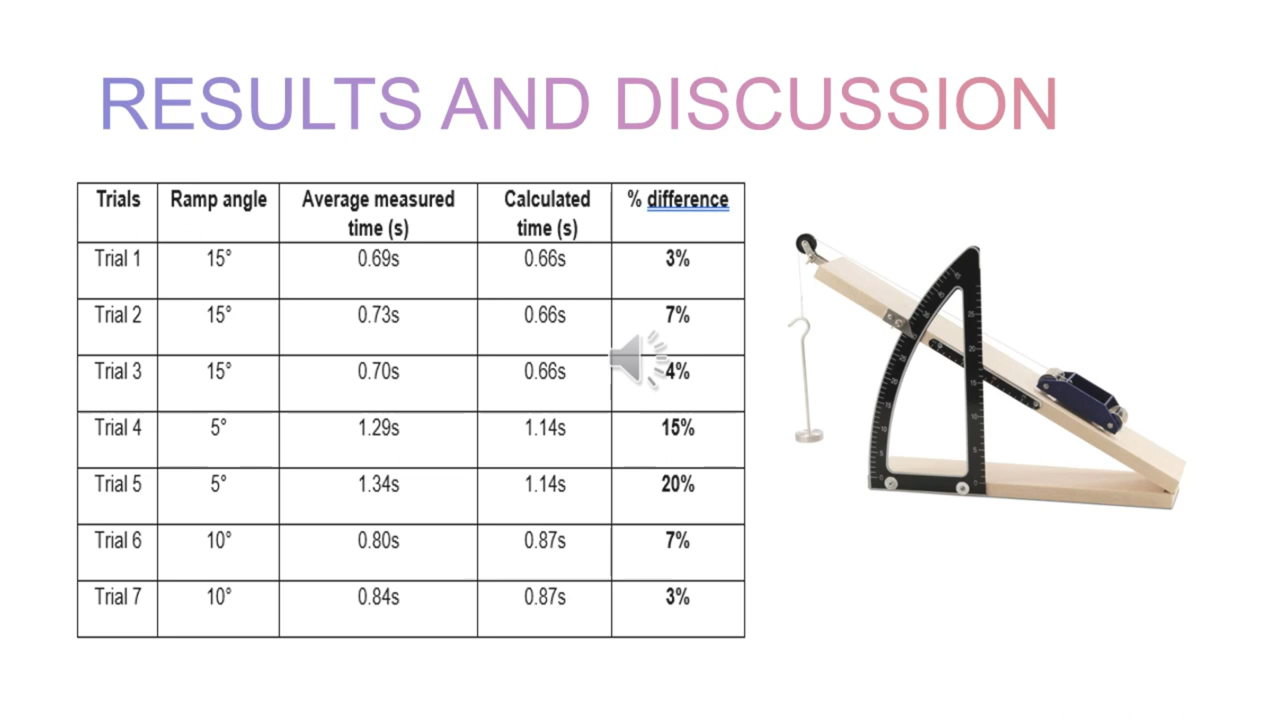 RESULTS AND DISCUSSION
Trials Ramp angle Average measured time (s) Calculated time (s) % difference
Trial 1 15° 0.69s 0.66s 3%
Trial 2 15° 0.73s 0.66s 7%
Trial 3 15° 0.70s 0.66s 4%
Trial 4 5° 1.29s 1.14s 15%
Trial 5 5° 1.34s 1.14s 20%
Trial 6 10° 0.80s 0.87s 7%
Trial 7 10° 0.84s 0.87s 3%